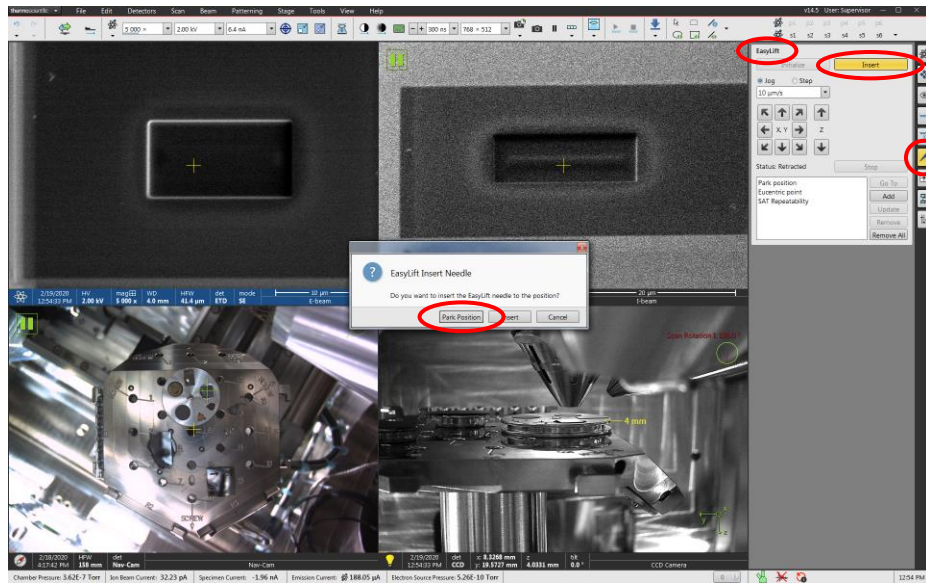 thermoscientific File Edit Detectors Scan Beam Patterning Stage Tools View Help v14.5 User: Supervisor
5 000 × 2.00 kV 6.4 nA 300 ns 768 × 512
s1 s2 s3 s4 s5 s6
EasyLift
Initialize Insert
Jog Step
10 µm/s
X, Y Z
Status: Retracted Stop
Park position Go To
Eucentric point Add
SAT Repeatability Update
Remove
Remove All
EasyLift Insert Needle
Do you want to insert the EasyLift needle to the position?
Park Position Insert Cancel
2/19/2020 HV mag WD HFW det mode 10 µm
12:54:33 PM 2.00 kV 5 000 x 4.0 mm 41.4 µm ETD SE E-beam
20 µm
I-beam
4 mm
SCREW
2/18/2020 HFW det
4:17:42 PM 158 mm Nav-Cam Nav-Cam
2/19/2020 det x: 8.3268 mm z tilt
12:54:33 PM CCD y: 19.5727 mm 4.0331 mm 0.0 ° CCD Camera
Chamber Pressure: 3.62E-7 Torr Ion Beam Current: 32.23 pA Specimen Current: -1.96 nA Emission Current: 188.05 µA Electron Source Pressure: 5.26E-10 Torr 12:54 PM